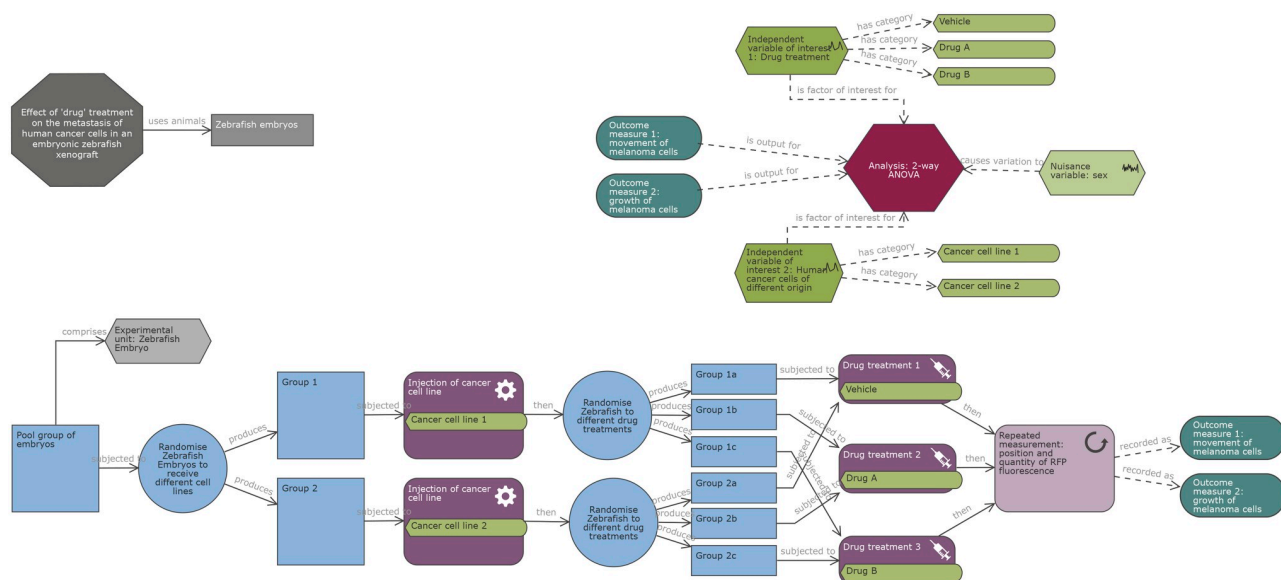 Effect of 'drug' treatment
on the metastasis of
human cancer cells in an
embryonic zebrafish
xenograft
uses animals
Zebrafish embryos
Independent
variable of interest
1: Drug treatment
has category
has category
has category
Vehicle
Drug A
Drug B
is factor of interest for
Outcome
measure 1:
movement of
melanoma cells
is output for
Outcome
measure 2:
growth of
melanoma cells
is output for
Analysis: 2-way
ANOVA
causes variation to
Nuisance
variable: sex
is factor of interest for
Independent
variable of
interest 2: Human
cancer cells of
different origin
has category
has category
Cancer cell line 1
Cancer cell line 2
comprises
Experimental
unit: Zebrafish
Embryo
Pool group of
embryos
subjected to
Randomise
Zebrafish
Embryos to
receive
different cell
lines
produces
produces
Group 1
Group 2
subjected to
subjected to
Injection of cancer
cell line
Cancer cell line 1
Injection of cancer
cell line
Cancer cell line 2
then
then
Randomise
Zebrafish to
different drug
treatments
Randomise
Zebrafish to
different drug
treatments
produces
produces
produces
produces
produces
produces
Group 1a
Group 1b
Group 1c
Group 2a
Group 2b
Group 2c
subjected to
subjected to
subjected to
subjected to
subjected to
subjected to
Drug treatment 1
Vehicle
Drug treatment 2
Drug A
Drug treatment 3
Drug B
then
then
then
Repeated
measurement:
position and
quantity of RFP
fluorescence
recorded as
recorded as
Outcome
measure 1:
movement of
melanoma cells
Outcome
measure 2:
growth of
melanoma cells